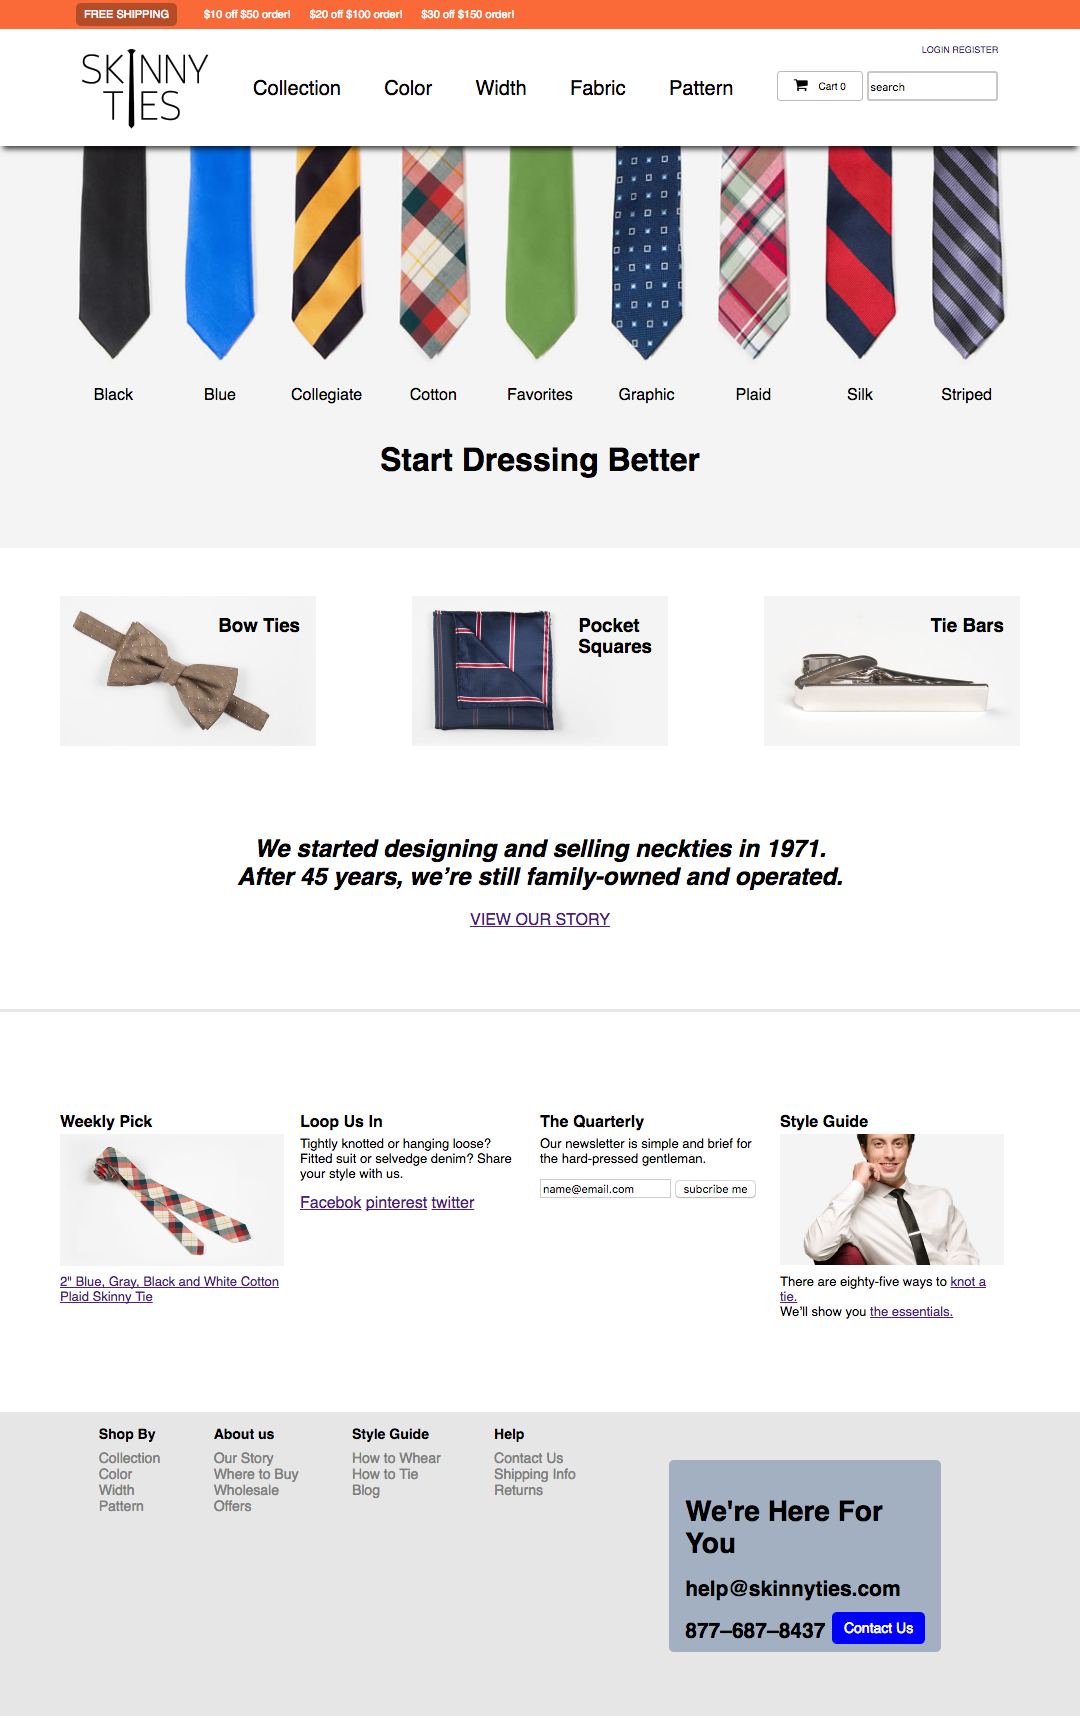 FREE SHIPPING $10 off $50 order! $20 off $100 order! $30 off $150 order!
LOGIN REGISTER
SKINNY
TIES
Collection Color Width Fabric Pattern
Cart 0 search
Black Blue Collegiate Cotton Favorites Graphic Plaid Silk Striped
Start Dressing Better
Bow Ties
Pocket
Squares
Tie Bars
We started designing and selling neckties in 1971.
After 45 years, we’re still family-owned and operated.
VIEW OUR STORY
Weekly Pick
2" Blue, Gray, Black and White Cotton
Plaid Skinny Tie
Loop Us In
Tightly knotted or hanging loose?
Fitted suit or selvedge denim? Share
your style with us.
Facebok pinterest twitter
The Quarterly
Our newsletter is simple and brief for
the hard-pressed gentleman.
name@email.com subcribe me
Style Guide
There are eighty-five ways to knot a
tie.
We’ll show you the essentials.
Shop By
Collection
Color
Width
Pattern
About us
Our Story
Where to Buy
Wholesale
Offers
Style Guide
How to Whear
How to Tie
Blog
Help
Contact Us
Shipping Info
Returns
We're Here For
You
help@skinnyties.com
877–687–8437 Contact Us